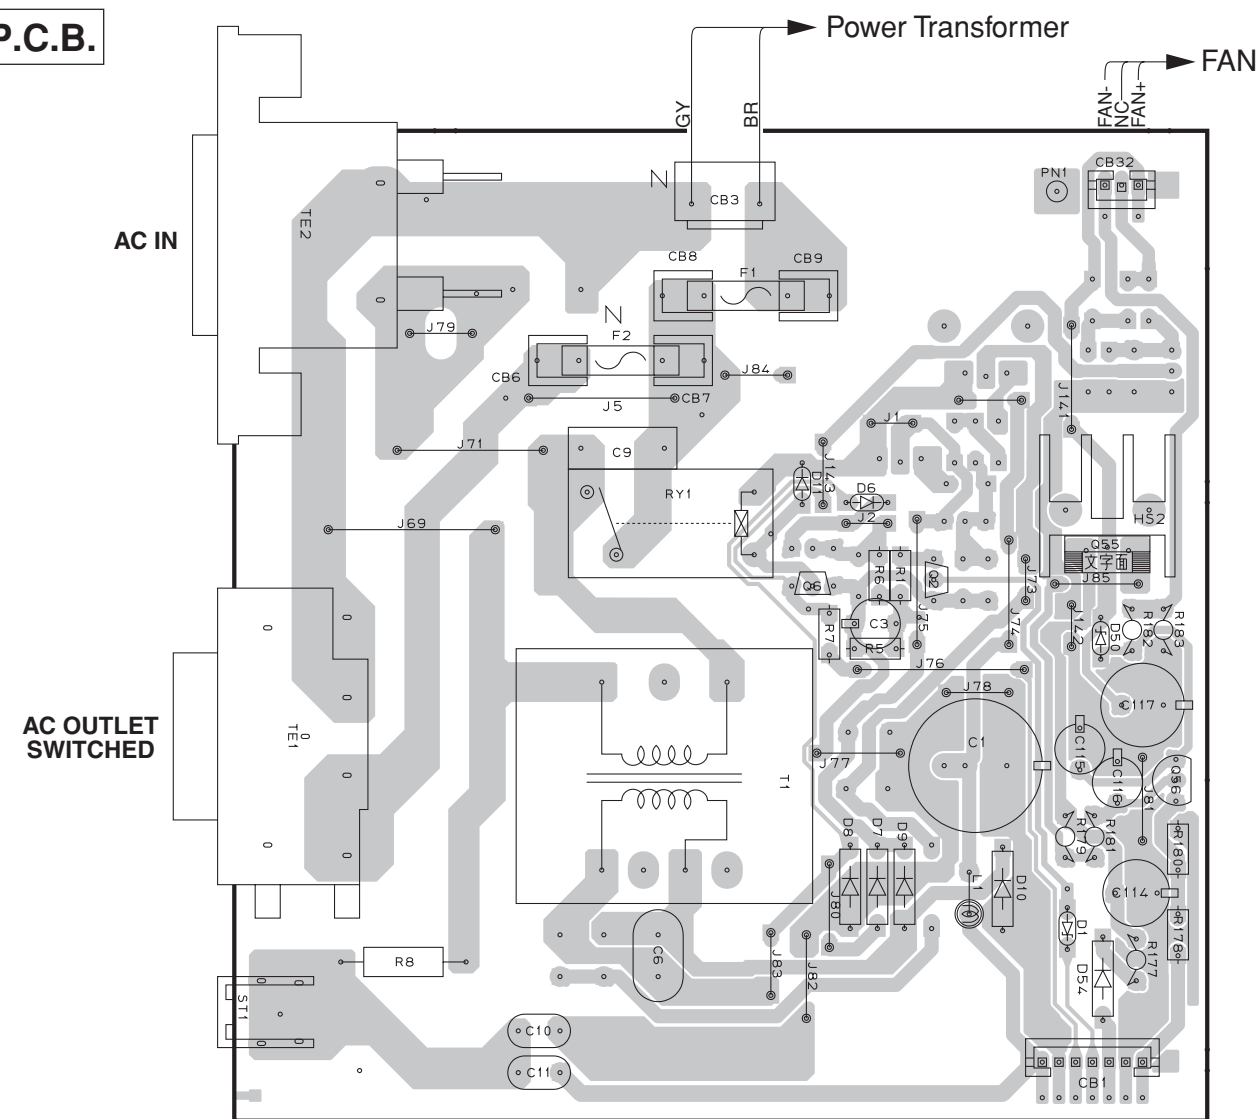 P.C.B.
Power Transformer
FAN
GY
BR
FAN-
NC
FAN+
AC IN
TE2
N
CB3
PN1
CB32
CB8
F1
CB9
N
F2
J79
CB6
CB7
J84
J5
J141
J1
J71
C9
RY1
D11
J143
D6
J2
HS2
J69
Q55
文字面
J85
Q6
R6
R1
Q2
J73
R7
C3
J75
J74
J142
D50
R182
R183
R5
J76
J78
C117
AC OUTLET
SWITCHED
TE1
0
C1
C115
C116
J81
Q56
J77
T1
D8
D7
D9
R179
R181
R180
J80
L1
D10
C114
D1
R178
R177
D54
R8
C6
J83
J82
ST1
C10
C11
CB1